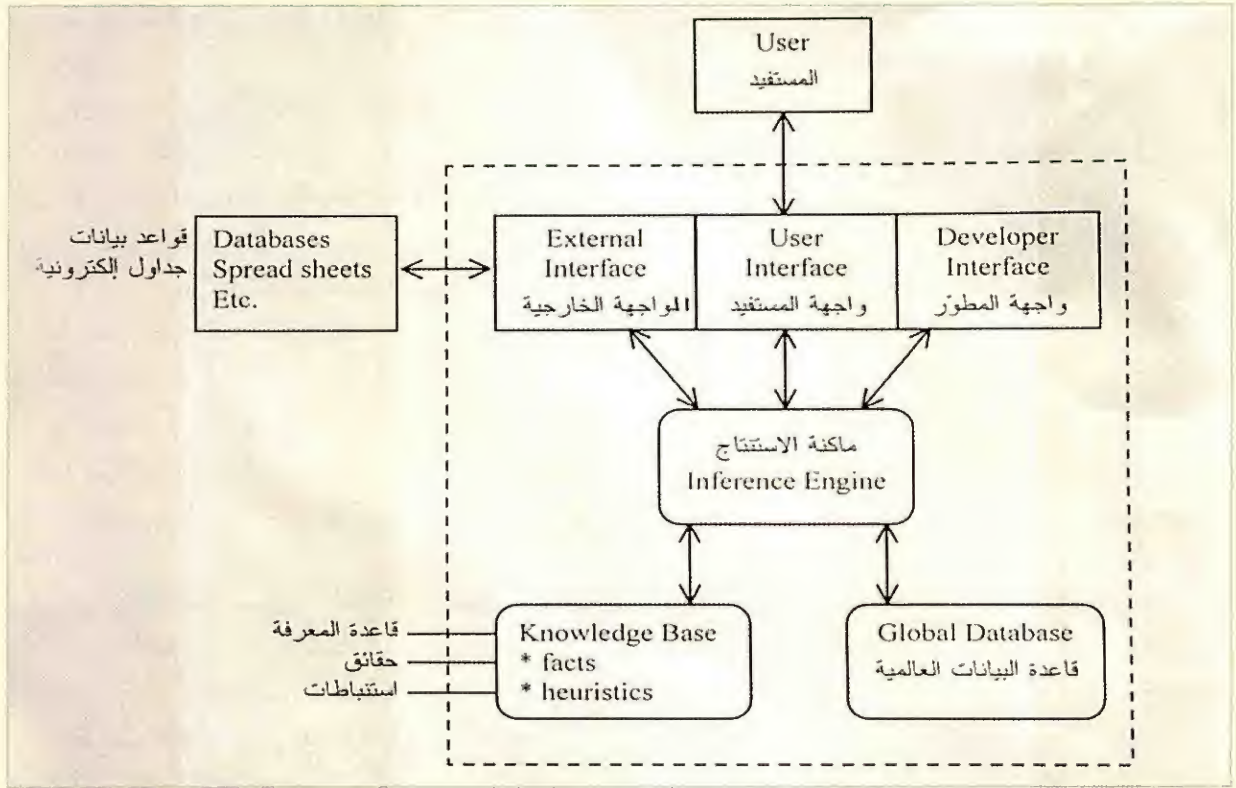 User
المستفيد
قواعد بيانات
جداول إلكترونية
Databases
Spread sheets
Etc.
External
Interface
الواجهة الخارجية
User
Interface
واجهة المستفيد
Developer
Interface
واجهة المطوّر
ماكنة الاستنتاج
Inference Engine
قاعدة المعرفة
حقائق
استنباطات
Knowledge Base
* facts
* heuristics
Global Database
قاعدة البيانات العالمية